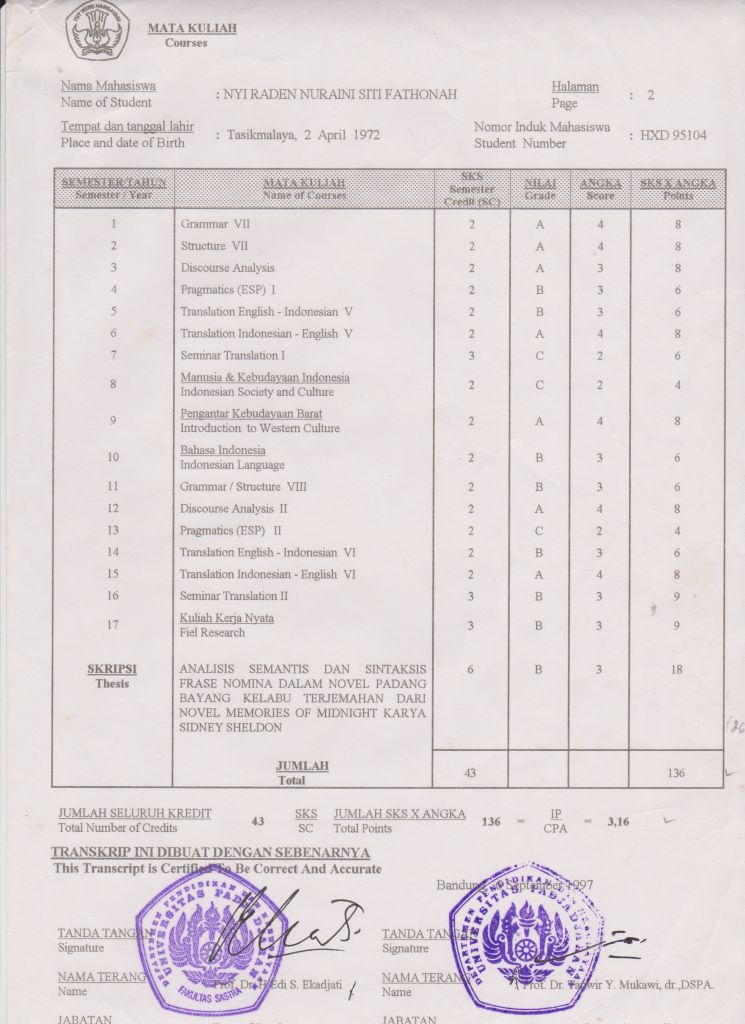 TUT WURI HANDAYANI
MATA KULIAH
Courses
Nama Mahasiswa
Name of Student
: NYI RADEN NURAINI SITI FATHONAH
Halaman
Page
: 2
Tempat dan tanggal lahir
Place and date of Birth
: Tasikmalaya, 2 April 1972
Nomor Induk Mahasiswa
Student Number
: HXD 95104
SEMESTER/TAHUN
Semester / Year
MATA KULIAH
Name of Courses
SKS
Semester
Credit (SC)
NILAI
Grade
ANGKA
Score
SKS X ANGKA
Points
1 Grammar VII 2 A 4 8
2 Structure VII 2 A 4 8
3 Discourse Analysis 2 A 3 8
4 Pragmatics (ESP) I 2 B 3 6
5 Translation English - Indonesian V 2 B 3 6
6 Translation Indonesian - English V 2 A 4 8
7 Seminar Translation I 3 C 2 6
8 Manusia & Kebudayaan Indonesia 2 C 2 4
Indonesian Society and Culture
9 Pengantar Kebudayaan Barat 2 A 4 8
Introduction to Western Culture
10 Bahasa Indonesia 2 B 3 6
Indonesian Language
11 Grammar / Structure VIII 2 B 3 6
12 Discourse Analysis II 2 A 4 8
13 Pragmatics (ESP) II 2 C 2 4
14 Translation English - Indonesian VI 2 B 3 6
15 Translation Indonesian - English VI 2 A 4 8
16 Seminar Translation II 3 B 3 9
17 Kuliah Kerja Nyata 3 B 3 9
Fiel Research
SKRIPSI
Thesis
ANALISIS SEMANTIS DAN SINTAKSIS 6 B 3 18
FRASE NOMINA DALAM NOVEL PADANG
BAYANG KELABU TERJEMAHAN DARI
NOVEL MEMORIES OF MIDNIGHT KARYA
SIDNEY SHELDON
JUMLAH
Total
43 136
JUMLAH SELURUH KREDIT
Total Number of Credits
43
SKS
SC
JUMLAH SKS X ANGKA
Total Points
136 =
IP
CPA
= 3,16
TRANSKRIP INI DIBUAT DENGAN SEBENARNYA
This Transcript is Certified To Be Correct And Accurate
Bandung, September 1997
DEPARTEMEN PENDIDIKAN DAN KEBUDAYAAN
UNIVERSITAS PADJADJARAN
FAKULTAS SASTRA
DEPARTEMEN PENDIDIKAN DAN KEBUDAYAAN
UNIVERSITAS PADJADJARAN
TANDA TANGAN
Signature
TANDA TANGAN
Signature
NAMA TERANG
Name
Prof. Dr. H.Edi S. Ekadjati
NAMA TERANG
Name
Prof. Dr. Yanwir Y. Mukawi, dr.,DSPA.
JABATAN
JABATAN